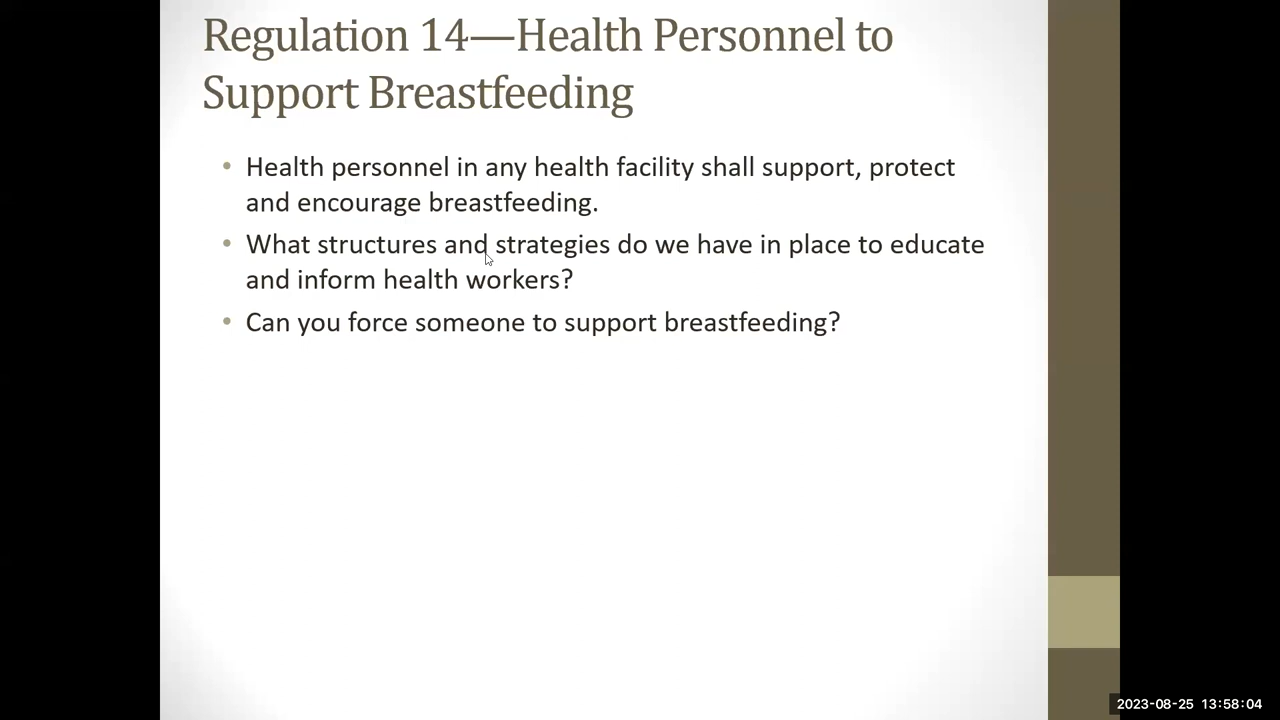 Regulation 14—Health Personnel to
Support Breastfeeding
• Health personnel in any health facility shall support, protect
and encourage breastfeeding.
• What structures and strategies do we have in place to educate
and inform health workers?
• Can you force someone to support breastfeeding?
2023-08-25 13:58:04